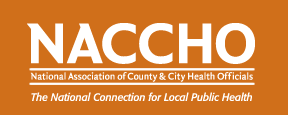 NACCHO
National Association of County & City Health Officials
The National Connection for Local Public Health